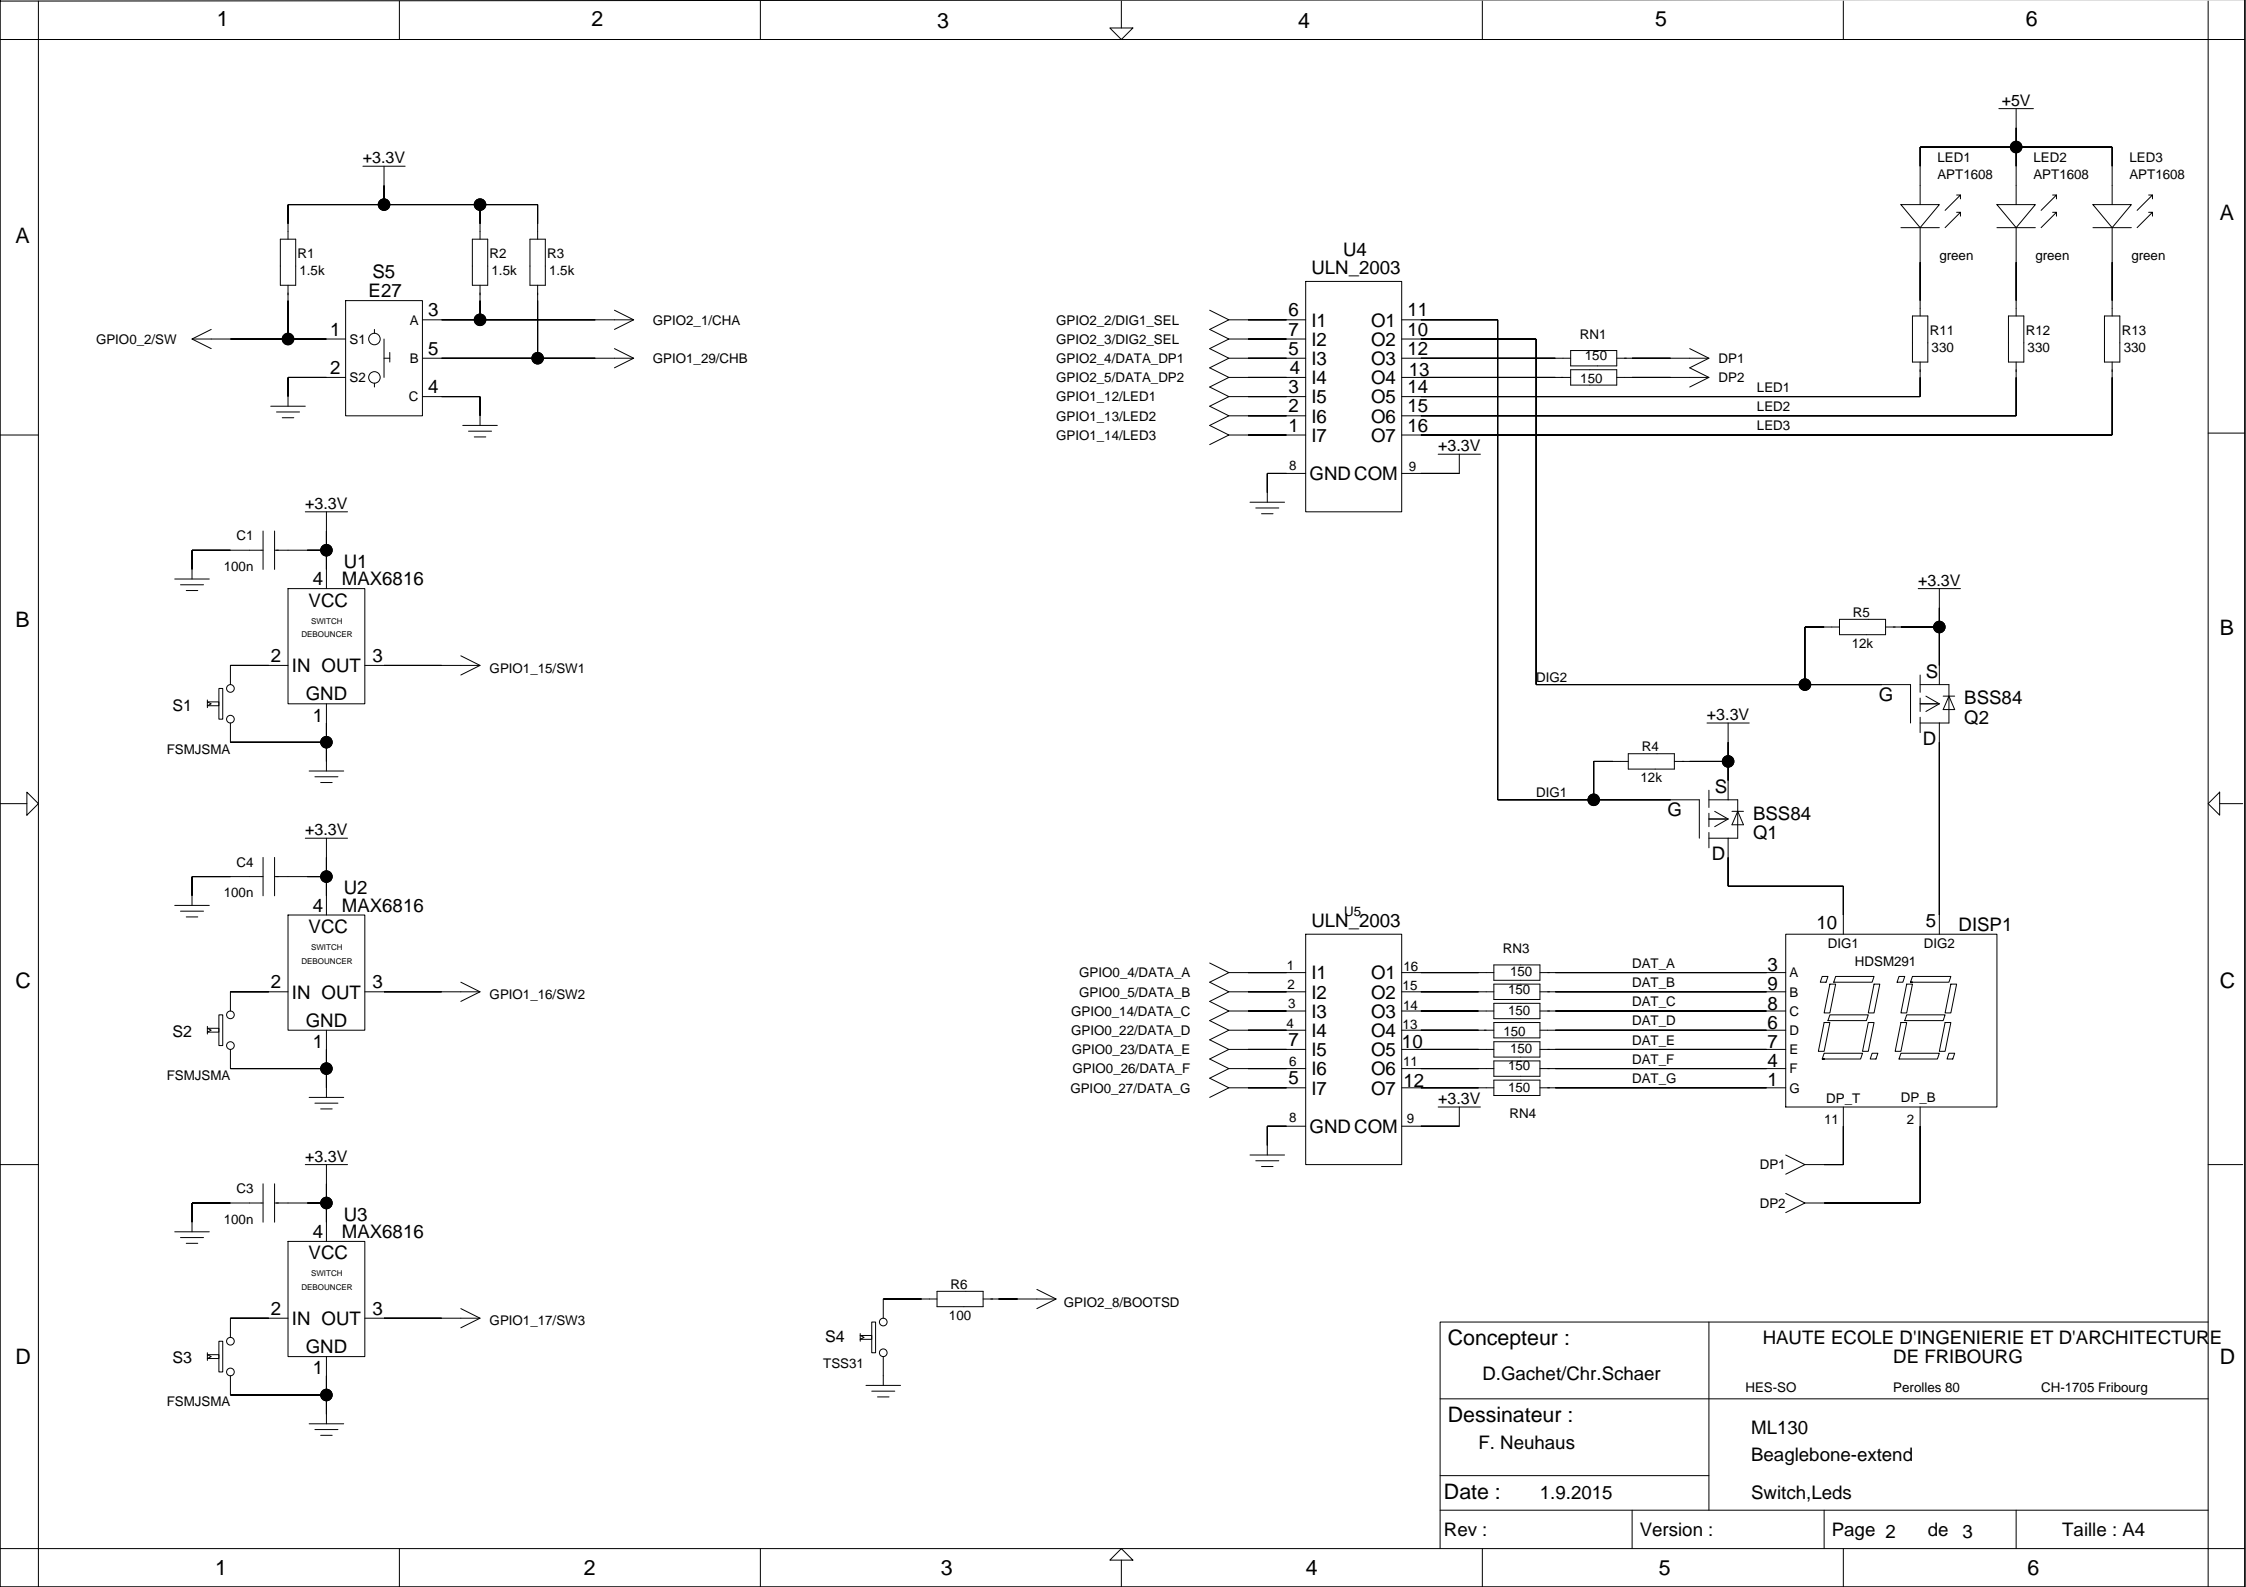 1 2 3 4 5 6
A A
B B
C C
D D
+3.3V
R1
1.5k
R2
1.5k
R3
1.5k
S5
E27
GPIO0_2/SW
1
S1
2
S2
A
3
B
5
C
4
GPIO2_1/CHA
GPIO1_29/CHB
+3.3V
C1
100n
U1
MAX6816
4
VCC
SWITCH
DEBOUNCER
2 IN OUT 3
GND
1
S1
FSMJSMA
GPIO1_15/SW1
+3.3V
C4
100n
U2
MAX6816
4
VCC
SWITCH
DEBOUNCER
2 IN OUT 3
GND
1
S2
FSMJSMA
GPIO1_16/SW2
+3.3V
C3
100n
U3
MAX6816
4
VCC
SWITCH
DEBOUNCER
2 IN OUT 3
GND
1
S3
FSMJSMA
GPIO1_17/SW3
S4
TSS31
R6
100
GPIO2_8/BOOTSD
U4
ULN_2003
GPIO2_2/DIG1_SEL 6 I1 O1 11
GPIO2_3/DIG2_SEL 7 I2 O2 10
GPIO2_4/DATA_DP1 5 I3 O3 12
GPIO2_5/DATA_DP2 4 I4 O4 13
GPIO1_12/LED1 3 I5 O5 14
GPIO1_13/LED2 2 I6 O6 15
GPIO1_14/LED3 1 I7 O7 16
8 GND COM 9
+3.3V
RN1
150
DP1
150
DP2
LED1
LED2
LED3
+5V
LED1
APT1608
green
LED2
APT1608
green
LED3
APT1608
green
R11
330
R12
330
R13
330
+3.3V
R5
12k
DIG2
G
S
D
BSS84
Q2
+3.3V
R4
12k
DIG1
G
S
D
BSS84
Q1
U5
ULN_2003
GPIO0_4/DATA_A 1 I1 O1 16
GPIO0_5/DATA_B 2 I2 O2 15
GPIO0_14/DATA_C 3 I3 O3 14
GPIO0_22/DATA_D 4 I4 O4 13
GPIO0_23/DATA_E 7 I5 O5 10
GPIO0_26/DATA_F 6 I6 O6 11
GPIO0_27/DATA_G 5 I7 O7 12
8 GND COM 9
+3.3V
RN3
150 DAT_A 3 A
150 DAT_B 9 B
150 DAT_C 8 C
150 DAT_D 6 D
150 DAT_E 7 E
150 DAT_F 4 F
150 DAT_G 1 G
RN4
10 5 DISP1
DIG1 DIG2
HDSM291
DP_T DP_B
11 2
DP1
DP2
Concepteur :
D.Gachet/Chr.Schaer
HAUTE ECOLE D'INGENIERIE ET D'ARCHITECTURE
DE FRIBOURG
HES-SO Perolles 80 CH-1705 Fribourg
Dessinateur :
F. Neuhaus
ML130
Beaglebone-extend
Switch,Leds
Date : 1.9.2015
Rev : Version : Page 2 de 3 Taille : A4
1 2 3 4 5 6